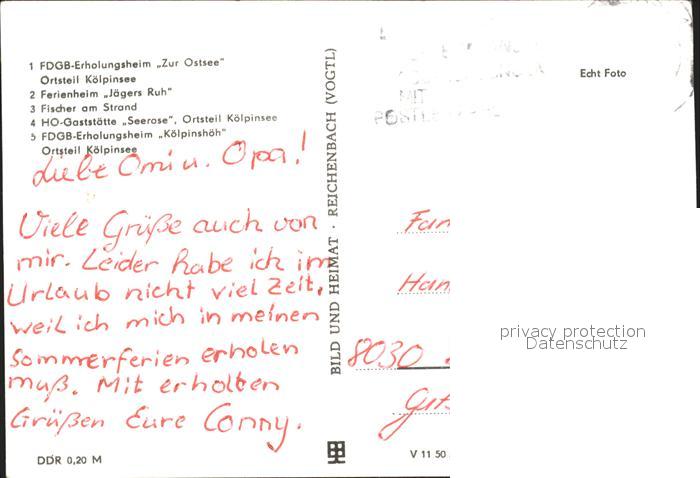 1 FDGB-Erholungsheim „Zur Ostsee“
Ortsteil Kölpinsee
2 Ferienheim „Jägers Ruh“
3 Fischer am Strand
4 HO-Gaststätte „Seerose“, Ortsteil Kölpinsee
5 FDGB-Erholungsheim „Kölpinshöh“
Ortsteil Kölpinsee
Liebe Omi u. Opa!
Viele Grüße auch von
mir. Leider habe ich im
Urlaub nicht viel Zeit,
weil ich mich in meinen
Sommerferien erholen
muß. Mit erholten
Grüßen Eure Conny.
DDR 0,20 M
BILD UND HEIMAT · REICHENBACH (VOGTL)
Echt Foto
MIT
Fam
8030
V 11 50
privacy protection
Datenschutz